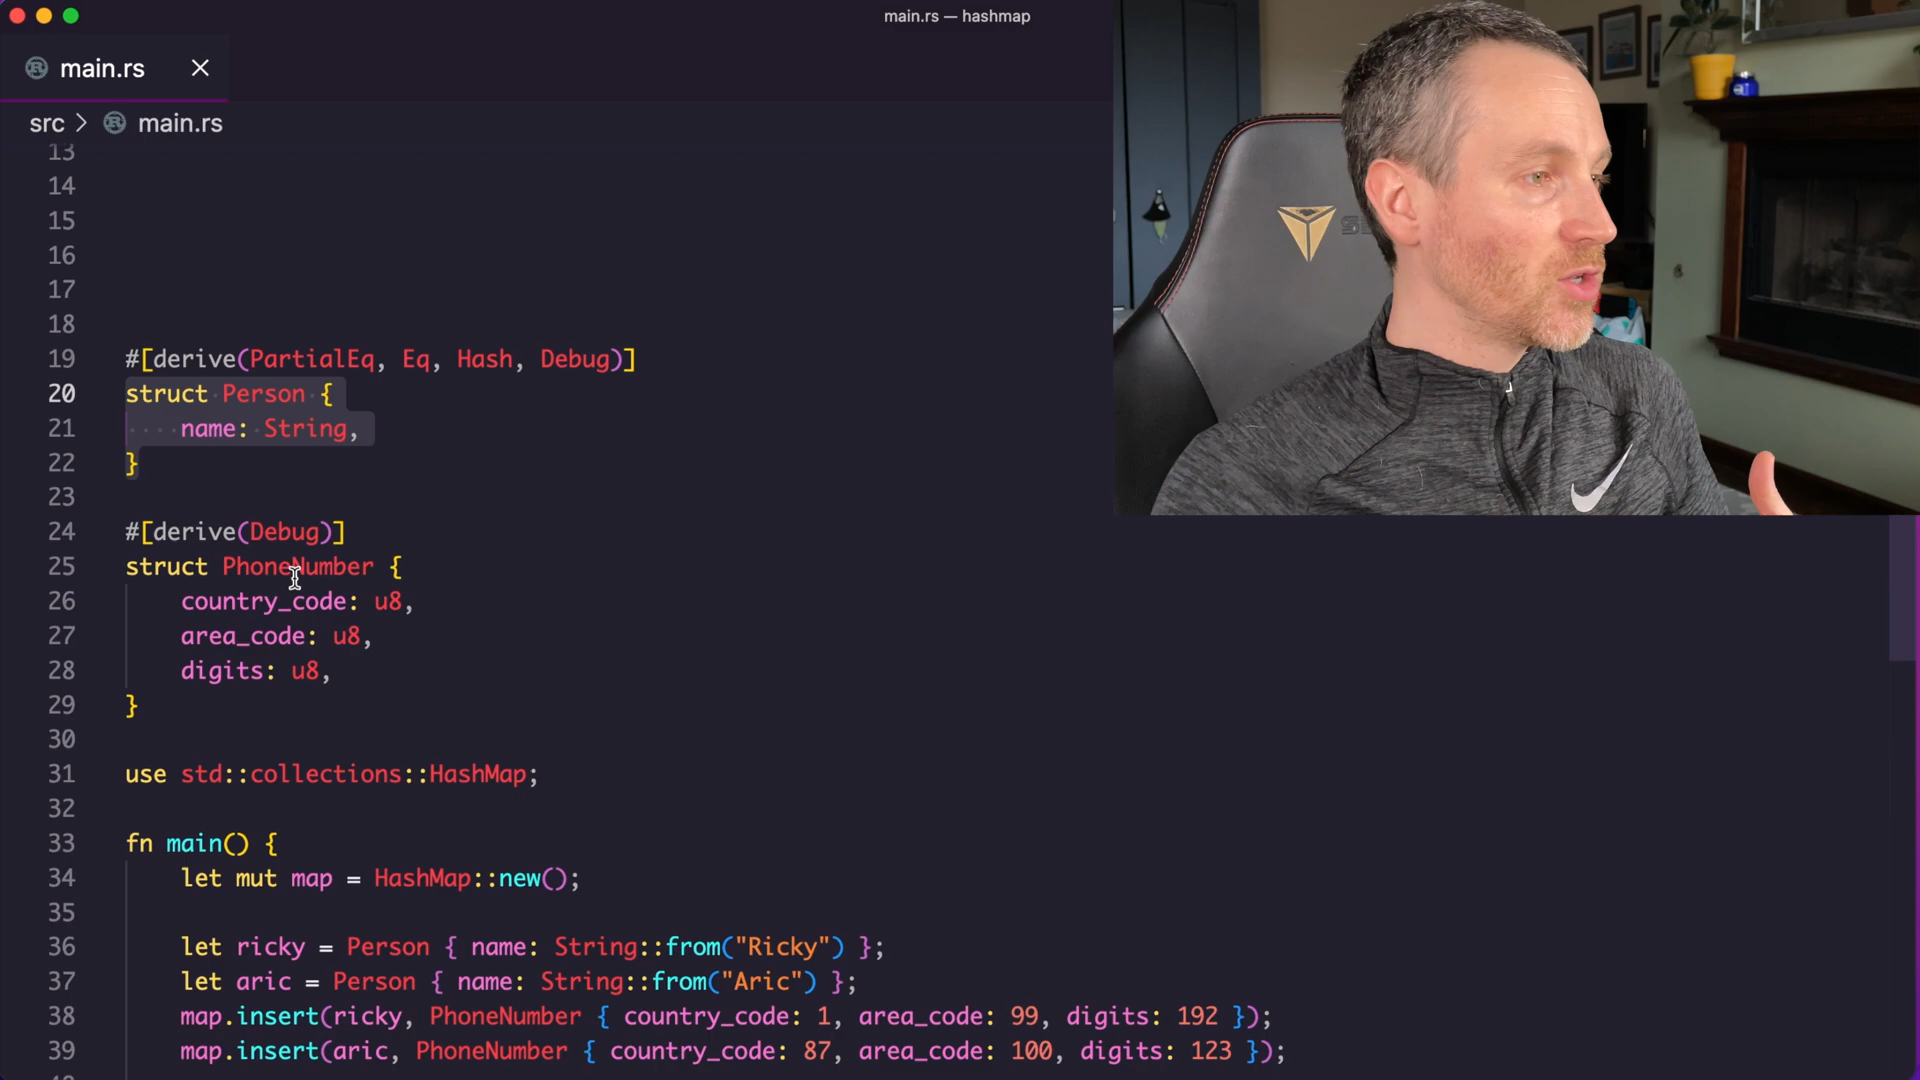 main.rs — hashmap
main.rs
src > main.rs
13
14
15
16
17
18
19 #[derive(PartialEq, Eq, Hash, Debug)]
20 struct Person {
21 name: String,
22 }
23
24 #[derive(Debug)]
25 struct PhoneNumber {
26 country_code: u8,
27 area_code: u8,
28 digits: u8,
29 }
30
31 use std::collections::HashMap;
32
33 fn main() {
34 let mut map = HashMap::new();
35
36 let ricky = Person { name: String::from("Ricky") };
37 let aric = Person { name: String::from("Aric") };
38 map.insert(ricky, PhoneNumber { country_code: 1, area_code: 99, digits: 192 });
39 map.insert(aric, PhoneNumber { country_code: 87, area_code: 100, digits: 123 });